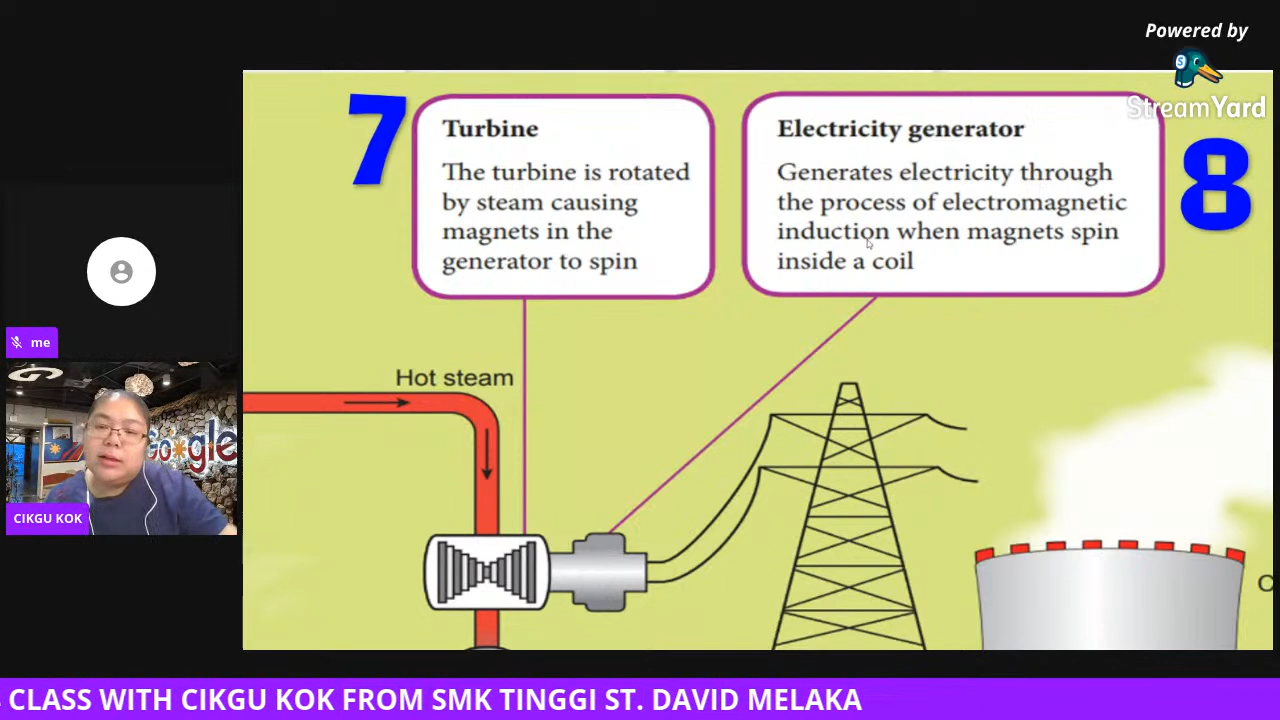 Powered by
StreamYard
7
Turbine
The turbine is rotated
by steam causing
magnets in the
generator to spin
Electricity generator
Generates electricity through
the process of electromagnetic
induction when magnets spin
inside a coil
8
Hot steam
me
Google
CIKGU KOK
CLASS WITH CIKGU KOK FROM SMK TINGGI ST. DAVID MELAKA